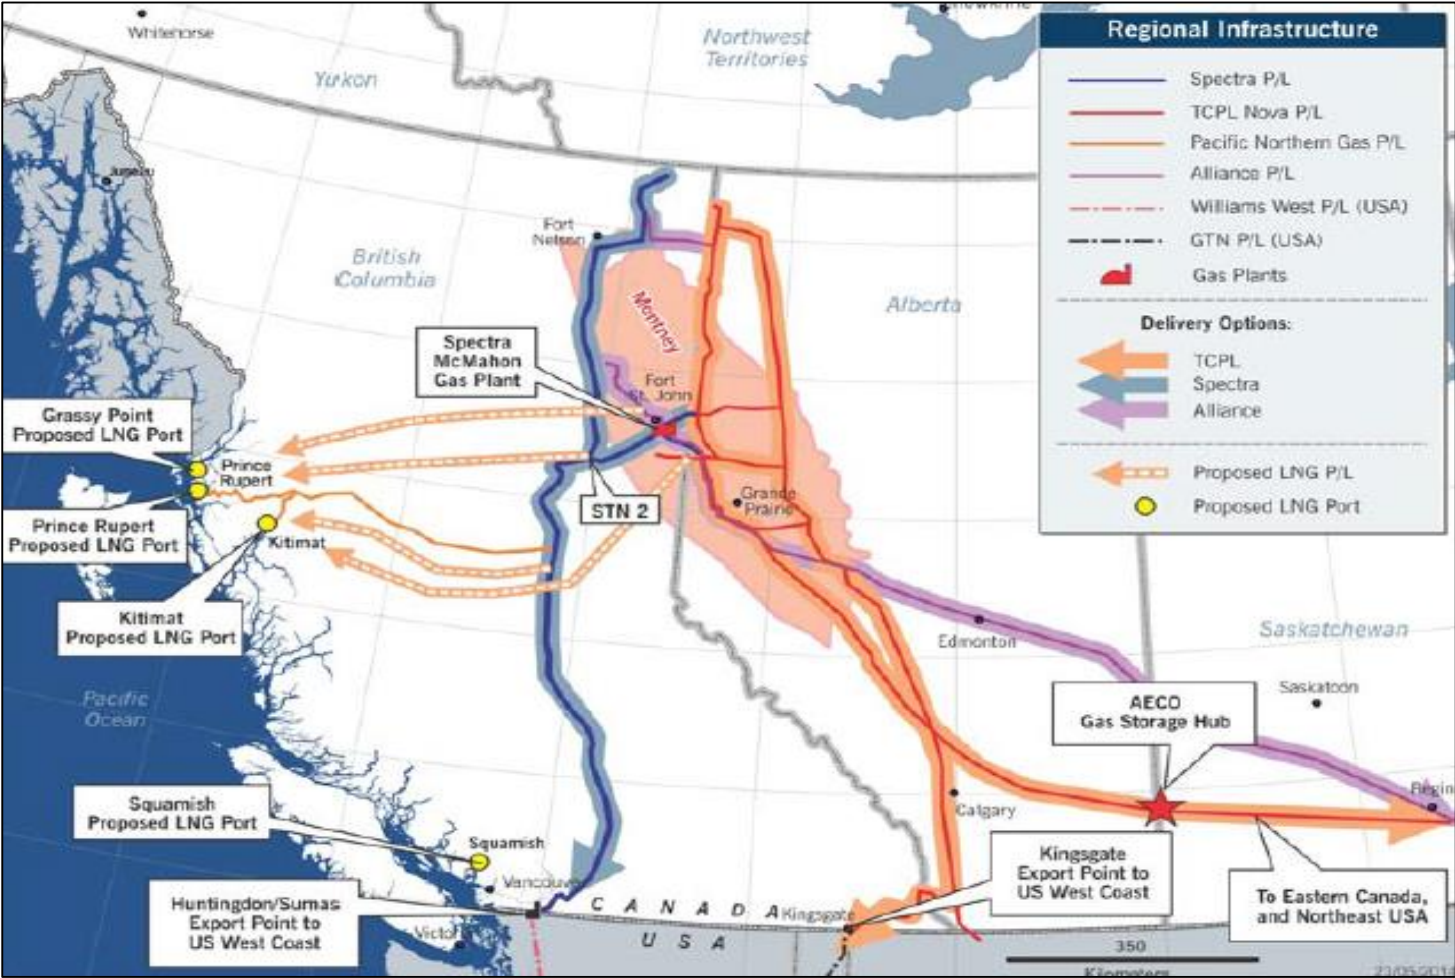 Whitehorse
Yukon
Northwest
Territories
Regional Infrastructure
Spectra P/L
TCPL Nova P/L
Pacific Northern Gas P/L
Alliance P/L
Williams West P/L (USA)
GTN P/L (USA)
Gas Plants
Delivery Options:
TCPL
Spectra
Alliance
Proposed LNG P/L
Proposed LNG Port
Juneau
Fort
Nelson
British
Columbia
Alberta
Montney
Spectra
McMahon
Gas Plant
Fort
St. John
Grassy Point
Proposed LNG Port
Prince
Rupert
Prince Rupert
Proposed LNG Port
STN 2
Grande
Prairie
Kitimat
Kitimat
Proposed LNG Port
Edmonton
Saskatchewan
Saskatoon
Pacific
Ocean
AECO
Gas Storage Hub
Regin
Squamish
Proposed LNG Port
Squamish
Calgary
Vancouver
Kingsgate
Export Point to
US West Coast
To Eastern Canada,
and Northeast USA
Huntingdon/Sumas
Export Point to
US West Coast
CANADA
Kingsgate
USA
Victoria
350
Kilometers